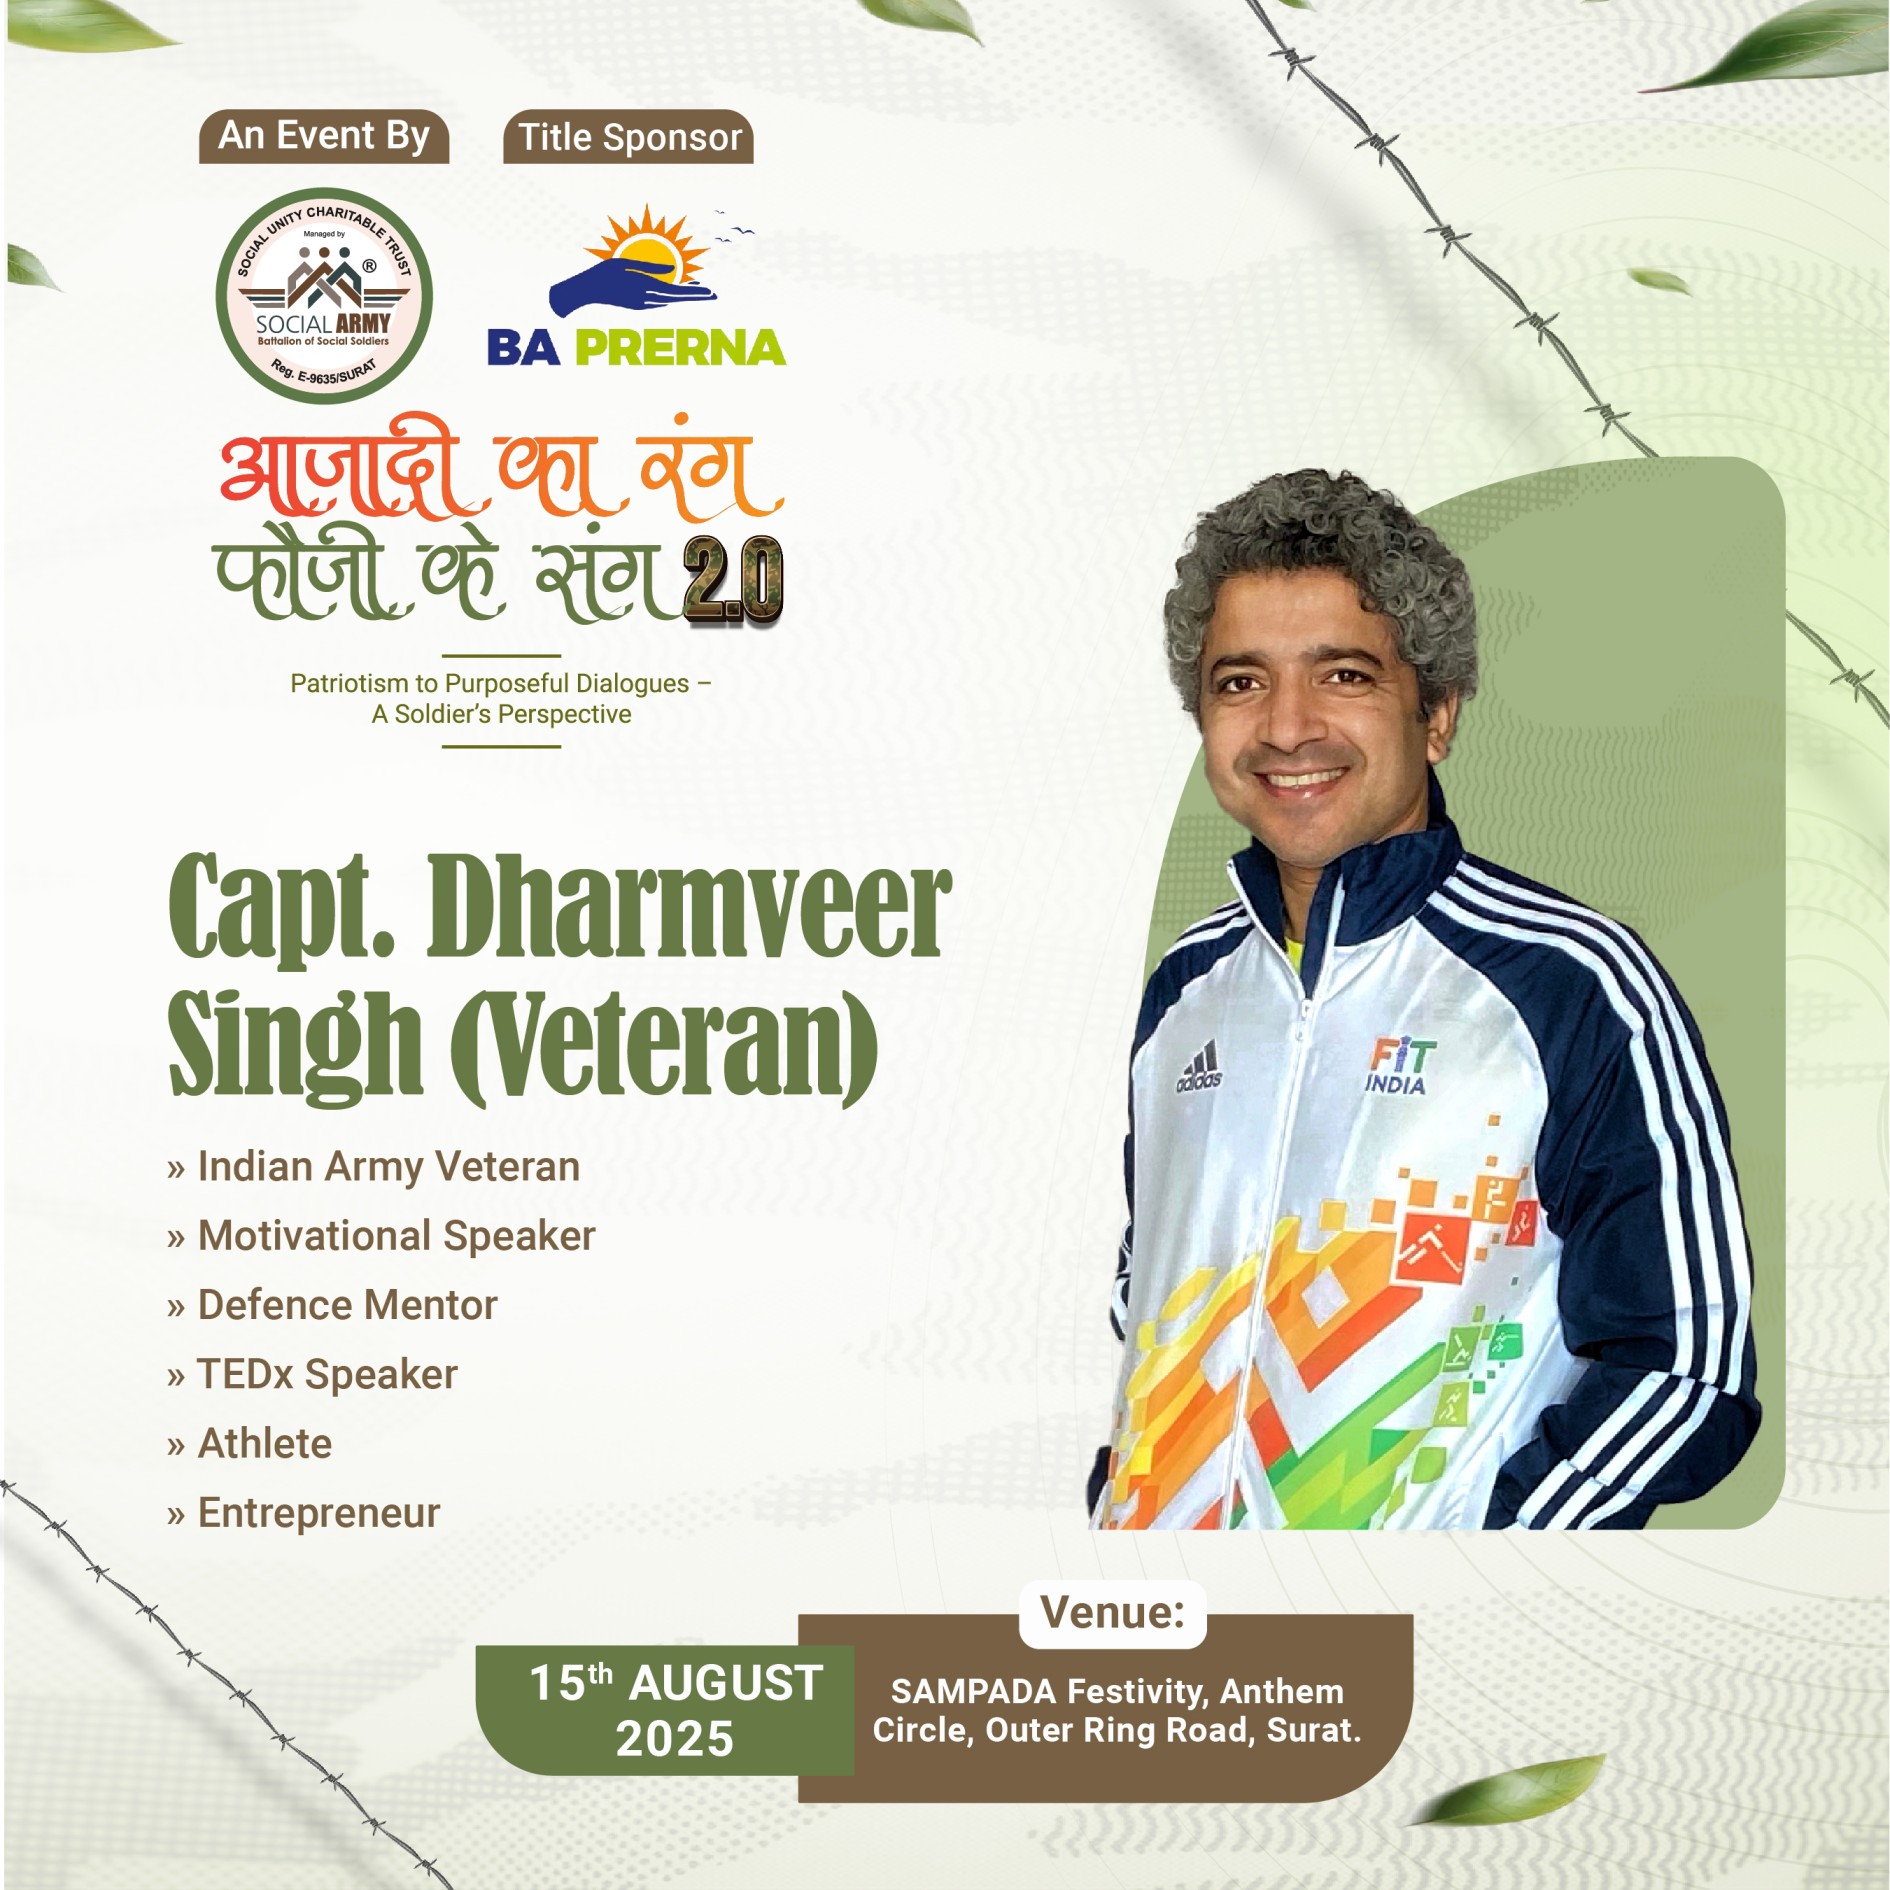 An Event By
Title Sponsor
SOCIAL UNITY CHARITABLE TRUST
Managed by
®
SOCIAL ARMY
Battalion of Social Soldiers
Reg. E-9635/SURAT
BA PRERNA
आज़ादी का रंग
फौजी के संग 2.0
Patriotism to Purposeful Dialogues –
A Soldier's Perspective
Capt. Dharmveer
Singh (Veteran)
» Indian Army Veteran
» Motivational Speaker
» Defence Mentor
» TEDx Speaker
» Athlete
» Entrepreneur
adidas
FIT
INDIA
Venue:
15th AUGUST
2025
SAMPADA Festivity, Anthem
Circle, Outer Ring Road, Surat.